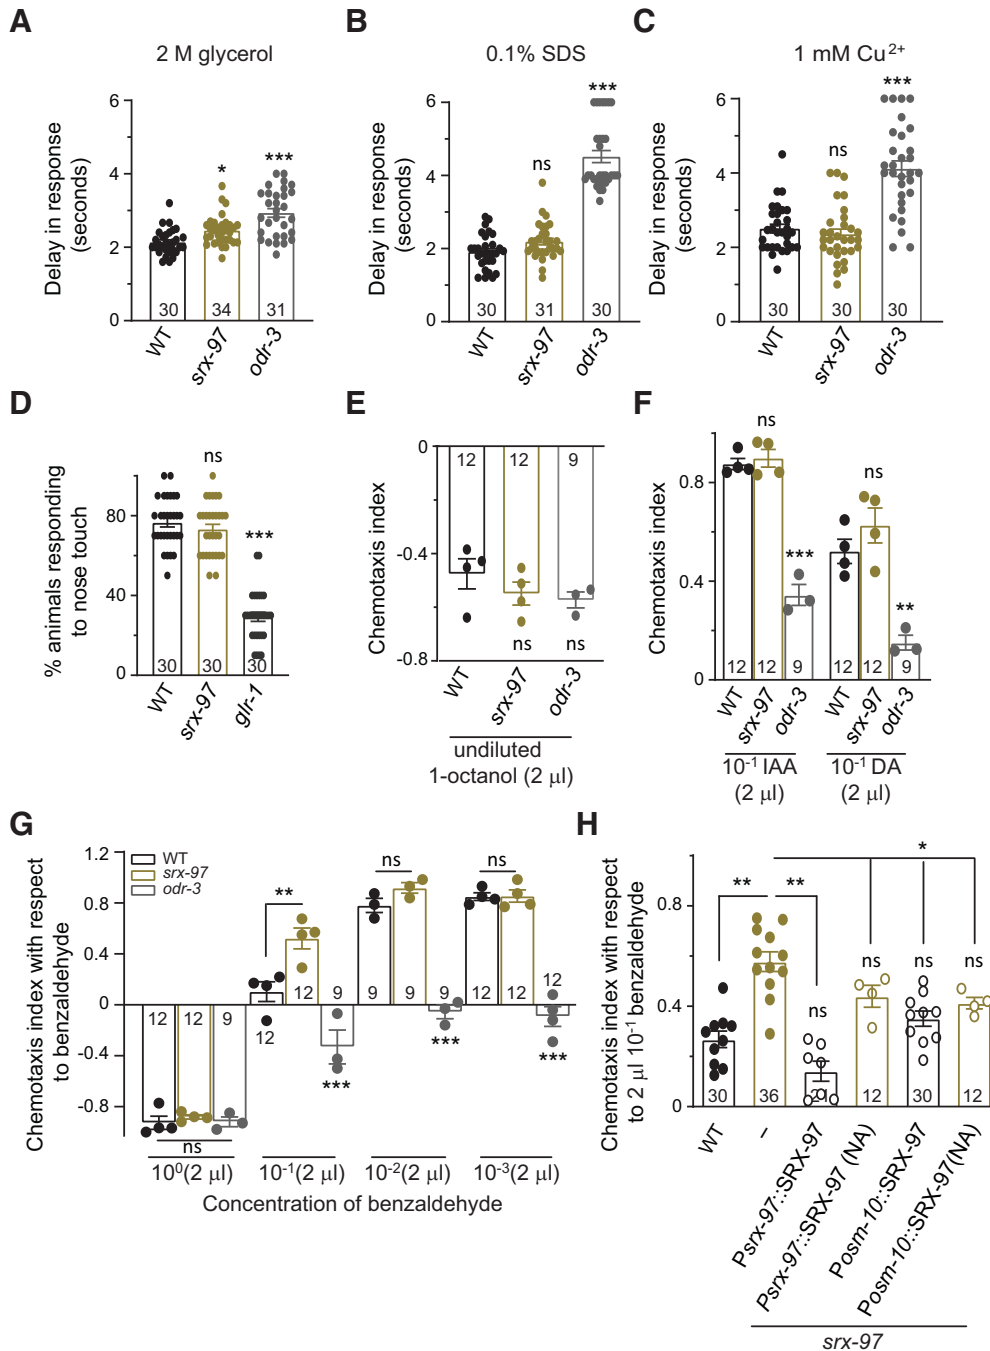 A
2 M glycerol
Delay in response
(seconds)
6
4
2
0
*
***
30
34
31
WT
srx-97
odr-3
B
0.1% SDS
Delay in response
(seconds)
6
4
2
0
ns
***
30
31
30
WT
srx-97
odr-3
C
1 mM Cu²⁺
Delay in response
(seconds)
6
4
2
0
ns
***
30
30
30
WT
srx-97
odr-3
D
% animals responding
to nose touch
80
40
0
ns
***
30
30
30
WT
srx-97
glr-1
E
Chemotaxis index
0
-0.4
-0.8
12
12
9
ns
ns
WT
srx-97
odr-3
undiluted
1-octanol (2 µl)
F
Chemotaxis index
0.8
0.4
0
ns
***
ns
**
12
12
9
12
12
9
WT
srx-97
odr-3
WT
srx-97
odr-3
10⁻¹ IAA
(2 µl)
10⁻¹ DA
(2 µl)
G
Chemotaxis index with respect
to benzaldehyde
1.2
0.8
0.4
0
-0.4
-0.8
WT
srx-97
odr-3
**
ns
ns
12
12
9
12
12
9
9
9
9
12
12
12
***
***
***
ns
10⁰(2 µl)
10⁻¹(2 µl)
10⁻²(2 µl)
10⁻³(2 µl)
Concentration of benzaldehyde
H
Chemotaxis index with respect
to 2 µl 10⁻¹ benzaldehyde
0.8
0.4
0
*
**
**
ns
ns
ns
ns
30
36
12
30
12
WT
–
Psrx-97::SRX-97
Psrx-97::SRX-97 (NA)
Posm-10::SRX-97
Posm-10::SRX-97(NA)
srx-97